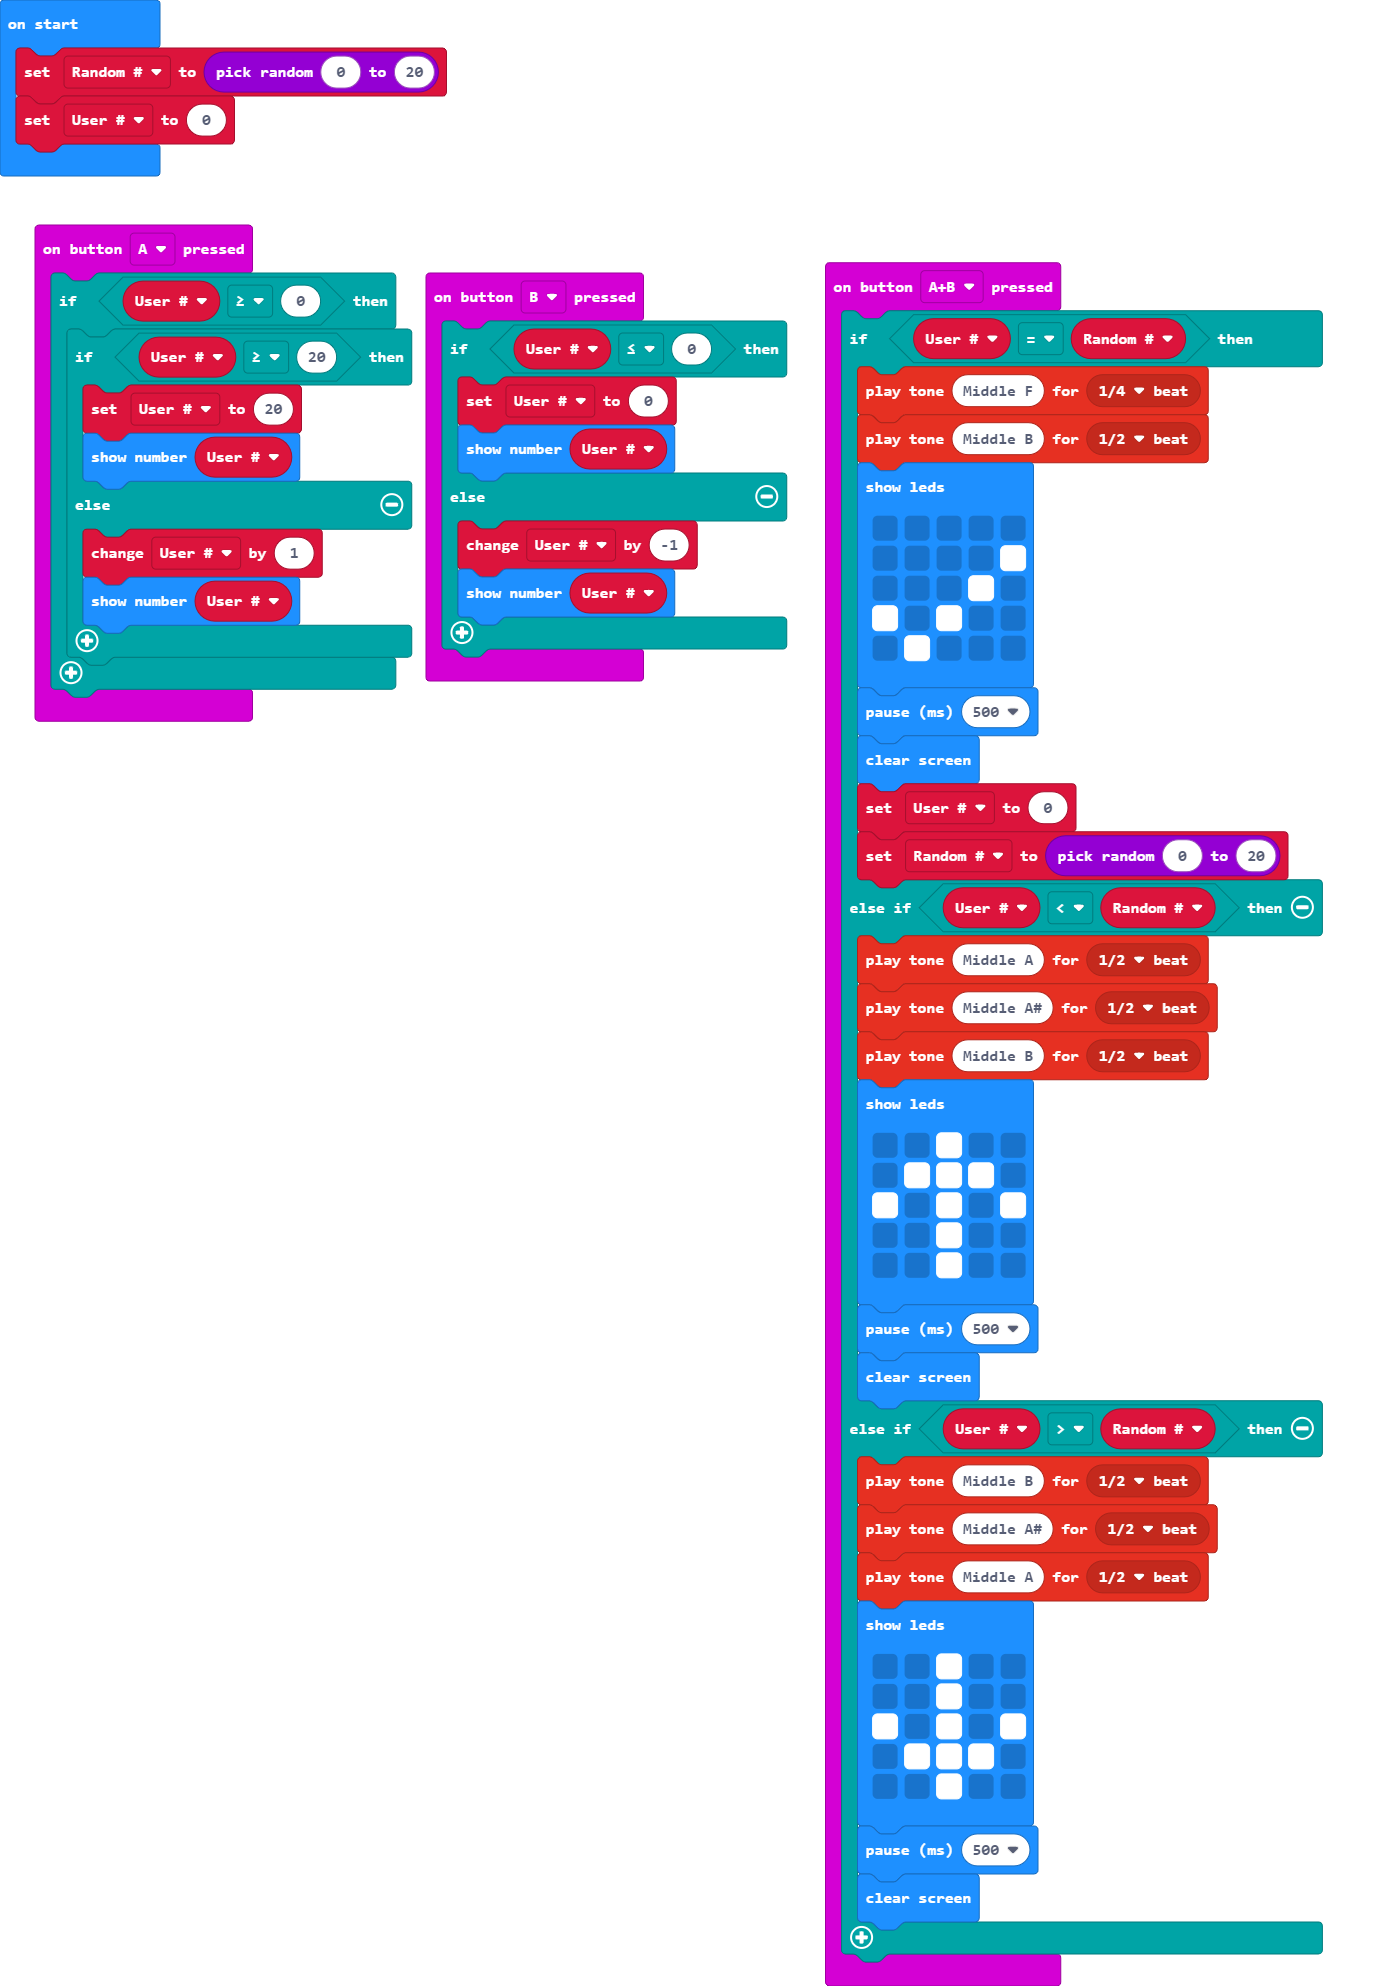 on start
set Random # to pick random 0 to 20
set User # to 0
on button A pressed
if User # ≥ 0 then
if User # ≥ 20 then
set User # to 20
show number User #
else
change User # by 1
show number User #
on button B pressed
if User # ≤ 0 then
set User # to 0
show number User #
else
change User # by -1
show number User #
on button A+B pressed
if User # = Random # then
play tone Middle F for 1/4 beat
play tone Middle B for 1/2 beat
show leds
pause (ms) 500
clear screen
set User # to 0
set Random # to pick random 0 to 20
else if User # < Random # then
play tone Middle A for 1/2 beat
play tone Middle A# for 1/2 beat
play tone Middle B for 1/2 beat
show leds
pause (ms) 500
clear screen
else if User # > Random # then
play tone Middle B for 1/2 beat
play tone Middle A# for 1/2 beat
play tone Middle A for 1/2 beat
show leds
pause (ms) 500
clear screen